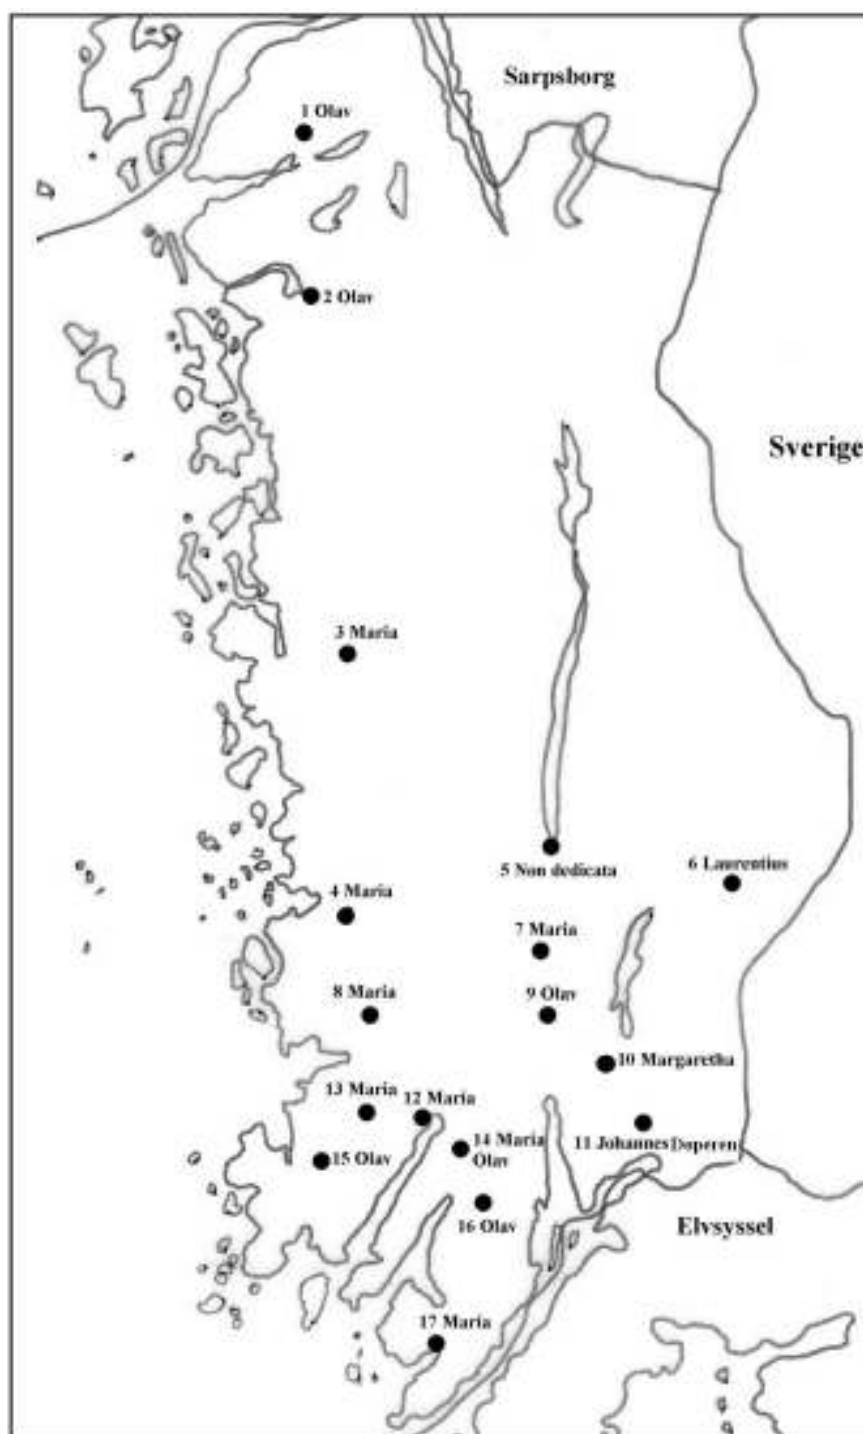 Sarpsborg
1 Olav
2 Olav
Sverige
3 Maria
5 Non dedicata
6 Laurentius
4 Maria
7 Maria
8 Maria
9 Olav
10 Margaretha
13 Maria
12 Maria
14 Maria
Olav
11 Johannes Døperen
15 Olav
16 Olav
Elvsyssel
17 Maria